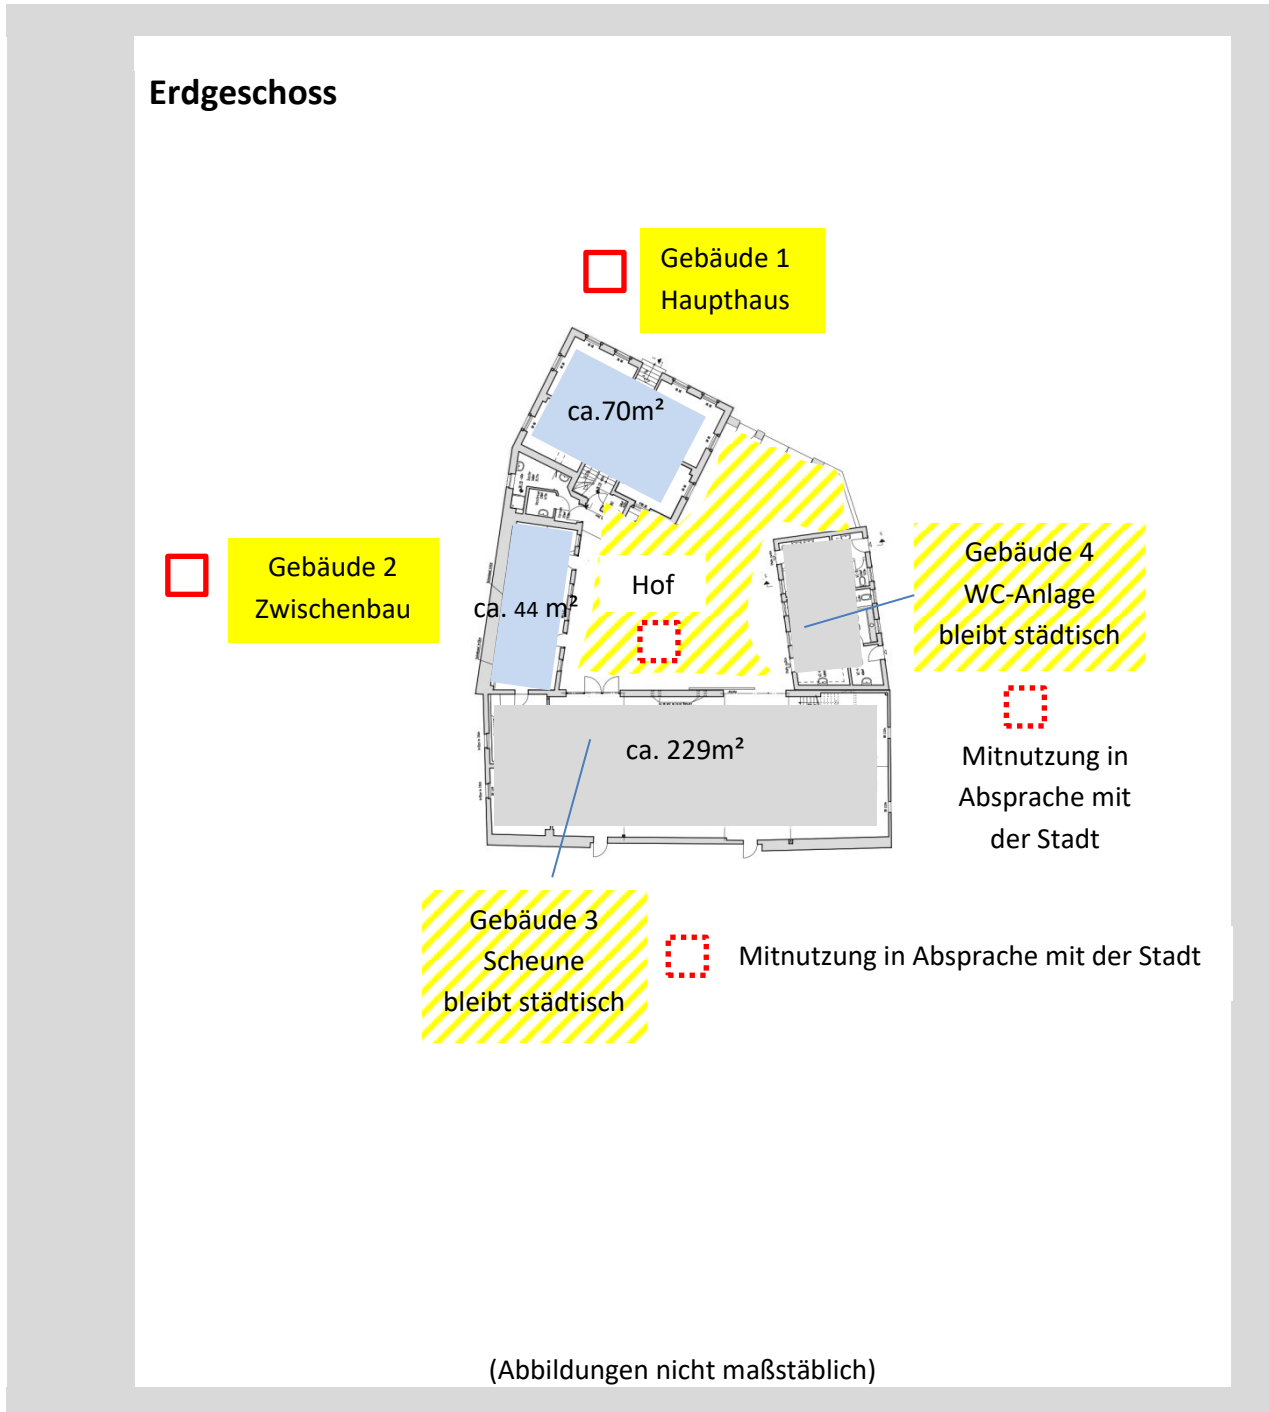 Erdgeschoss
Gebäude 1
Haupthaus
ca.70m²
Gebäude 2
Zwischenbau
ca. 44 m²
Hof
Gebäude 4
WC-Anlage
bleibt städtisch
Mitnutzung in
Absprache mit
der Stadt
ca. 229m²
Gebäude 3
Scheune
bleibt städtisch
Mitnutzung in Absprache mit der Stadt
(Abbildungen nicht maßstäblich)